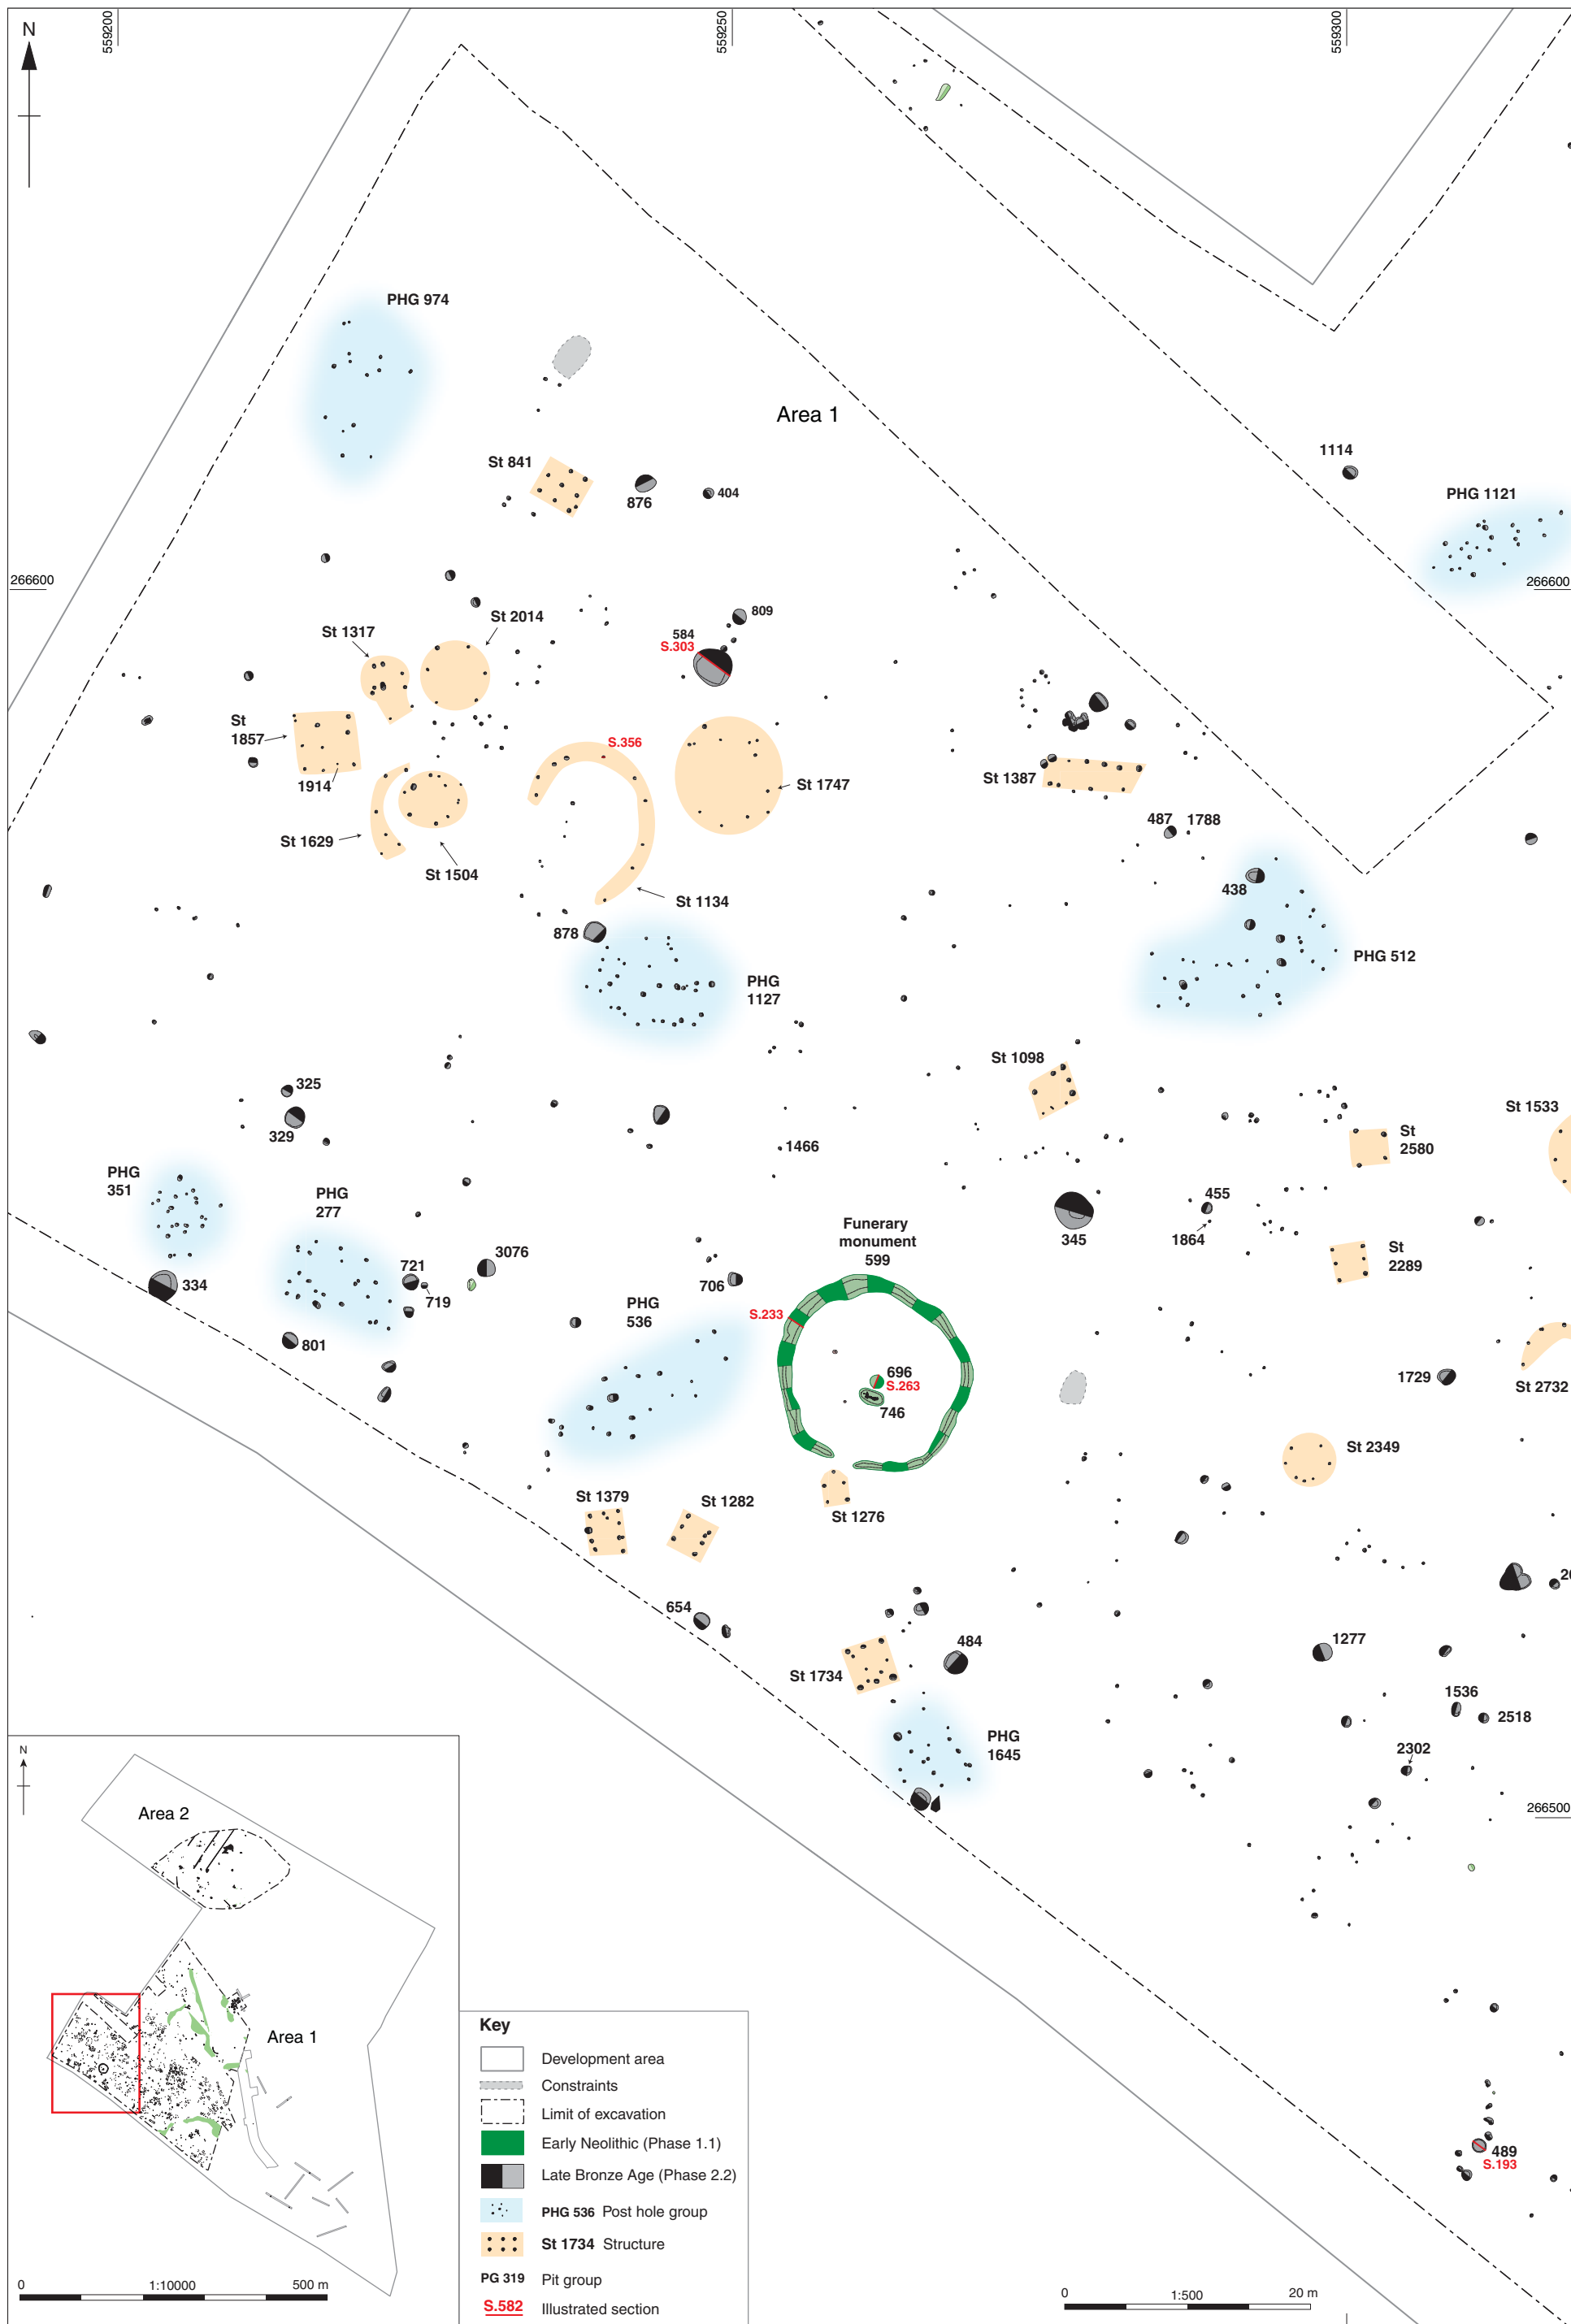 N
559200
559250
559300
PHG 974
Area 1
St 841
876
404
1114
PHG 1121
266600
266600
St 2014
St 1317
809
584
S.303
St
1857
S.356
1914
St 1747
St 1387
St 1629
St 1504
487
1788
438
St 1134
878
PHG 512
PHG
1127
St 1098
325
329
St 1533
St
2580
1466
PHG
351
PHG
277
455
1864
345
Funerary
monument
599
St
2289
3076
721
719
706
334
PHG
536
S.233
801
696
S.263
746
1729
St 2732
St 2349
St 1379
St 1282
St 1276
654
484
1277
St 1734
1536
2518
PHG
1645
2302
266500
N
Area 2
Area 1
0
1:10000
500 m
Key
Development area
Constraints
Limit of excavation
Early Neolithic (Phase 1.1)
Late Bronze Age (Phase 2.2)
PHG 536 Post hole group
St 1734 Structure
PG 319 Pit group
S.582 Illustrated section
489
S.193
0
1:500
20 m